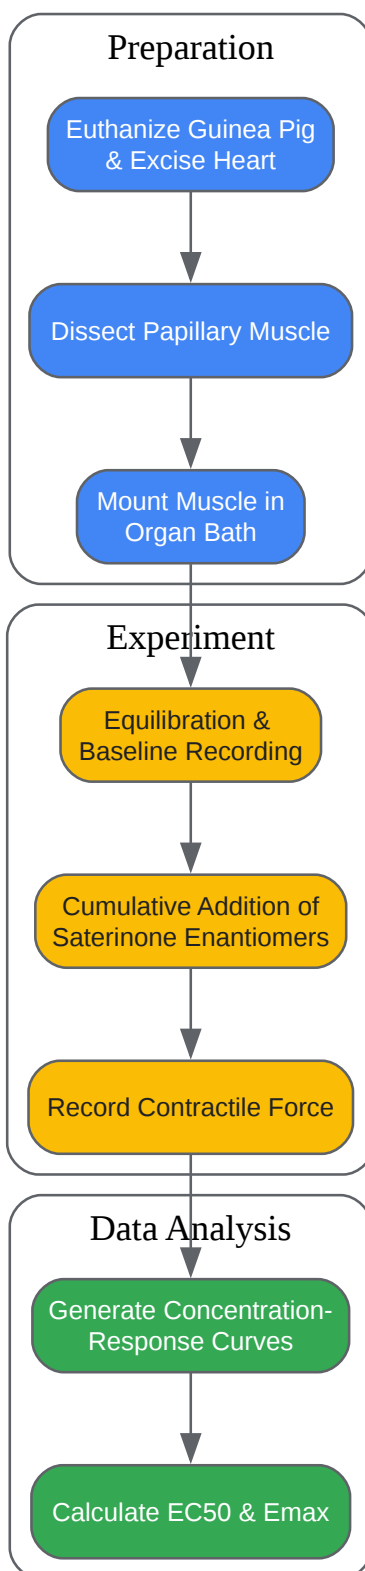 Preparation
Euthanize Guinea Pig
& Excise Heart
Dissect Papillary Muscle
Mount Muscle in
Organ Bath
Experiment
Equilibration &
Baseline Recording
Cumulative Addition of
Saterinone Enantiomers
Record Contractile Force
Data Analysis
Generate Concentration-
Response Curves
Calculate EC50 & Emax